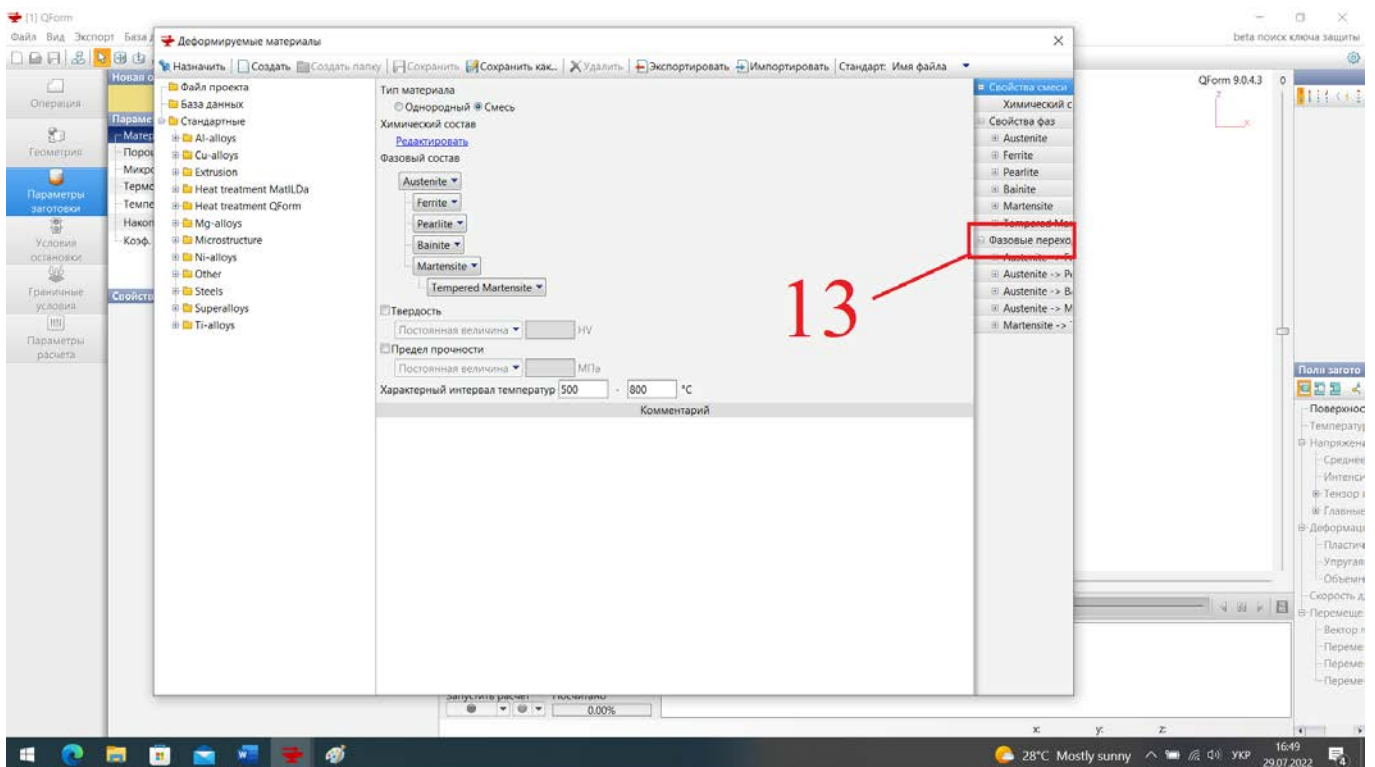 [1] QForm
Файл Вид Экспорт База д
beta поиск ключа защиты
Деформируемые материалы
Назначить Создать Создать папку Сохранить Сохранить как... Удалить Экспортировать Импортировать Стандарт: Имя файла
Операция
Геометрия
Параметры
заготовки
Условия
остановки
Граничные
условия
Параметры
расчета
Новая о
Параме
Матер
Порош
Микро
Термо
Темпе
Накоп
Коэф.
Свойств
Файл проекта
База данных
Стандартные
Al-alloys
Cu-alloys
Extrusion
Heat treatment MatILDa
Heat treatment QForm
Mg-alloys
Microstructure
Ni-alloys
Other
Steels
Superalloys
Ti-alloys
Тип материала
Однородный Смесь
Химический состав
Редактировать
Фазовый состав
Austenite
Ferrite
Pearlite
Bainite
Martensite
Tempered Martensite
Твердость
Постоянная величина HV
Предел прочности
Постоянная величина МПа
Характерный интервал температур 500 - 800 °C
Комментарий
Свойства смеси
Химический с
Свойства фаз
Austenite
Ferrite
Pearlite
Bainite
Martensite
Tempered Mar
Фазовые перехо
Austenite -> Fe
Austenite -> Pe
Austenite -> Ba
Austenite -> M
Martensite -> T
13
QForm 9.0.4.3 0
z
x
Поля загото
Поверхнос
Температур
Напряжени
Среднее
Интенси
Тензор
Главные
Деформаци
Пластич
Упругая
Объемн
Скорость д
Перемеще
Вектор п
Переме
Переме
Переме
Запустить расчет Посчитано
0.00%
x: y: z:
28°C Mostly sunny УКР 16:49
29.07.2022
4